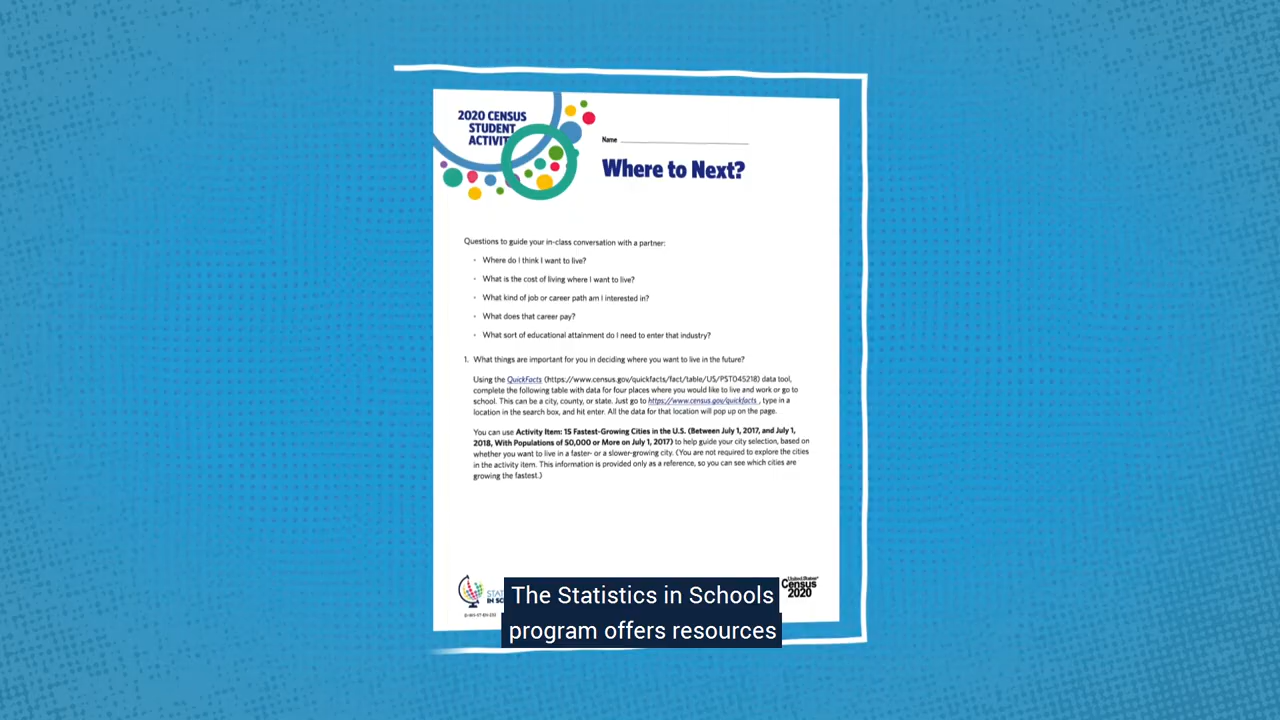 2020 CENSUS
STUDENT
ACTIVIT
Name
Where to Next?
Questions to guide your in-class conversation with a partner:
• Where do I think I want to live?
• What is the cost of living where I want to live?
• What kind of job or career path am I interested in?
• What does that career pay?
• What sort of educational attainment do I need to enter that industry?
1. What things are important for you in deciding where you want to live in the future?
Using the QuickFacts (https://www.census.gov/quickfacts/fact/table/US/PST045218) data tool,
complete the following table with data for four places where you would like to live and work or go to
school. This can be a city, county, or state. Just go to https://www.census.gov/quickfacts , type in a
location in the search box, and hit enter. All the data for that location will pop up on the page.
You can use Activity Item: 15 Fastest-Growing Cities in the U.S. (Between July 1, 2017, and July 1,
2018, With Populations of 50,000 or More on July 1, 2017) to help guide your city selection, based on
whether you want to live in a faster- or a slower-growing city. (You are not required to explore the cities
in the activity item. This information is provided only as a reference, so you can see which cities are
growing the fastest.)
STAT
IN SC
United States®
Census
2020
The Statistics in Schools
program offers resources